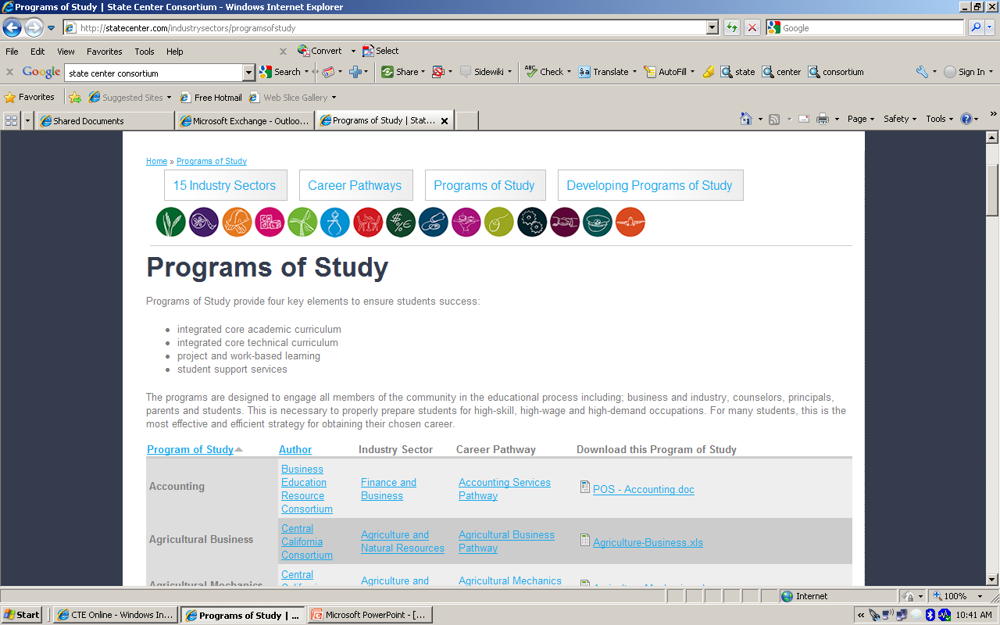 Programs of Study | State Center Consortium - Windows Internet Explorer
http://statecenter.com/industrysectors/programsofstudy
Google
File Edit View Favorites Tools Help
x Convert Select
x Google state center consortium Search Share Sidewiki Check Translate AutoFill state center consortium Sign In
Favorites Suggested Sites Free Hotmail Web Slice Gallery
Shared Documents Microsoft Exchange - Outloo... Programs of Study | Stat... Page Safety Tools
Home » Programs of Study
15 Industry Sectors Career Pathways Programs of Study Developing Programs of Study
Programs of Study
Programs of Study provide four key elements to ensure students success:
• integrated core academic curriculum
• integrated core technical curriculum
• project and work-based learning
• student support services
The programs are designed to engage all members of the community in the educational process including; business and industry, counselors, principals,
parents and students. This is necessary to properly prepare students for high-skill, high-wage and high-demand occupations. For many students, this is the
most effective and efficient strategy for obtaining their chosen career.
Program of Study Author Industry Sector Career Pathway Download this Program of Study
Accounting
Business
Education
Resource
Consortium
Finance and
Business
Accounting Services
Pathway
POS - Accounting.doc
Agricultural Business
Central
California
Consortium
Agriculture and
Natural Resources
Agricultural Business
Pathway
Agriculture-Business.xls
Agricultural Mechanics
Central
California
Agriculture and
Agricultural Mechanics
Internet 100%
Start CTE Online - Windows In... Programs of Study | ... Microsoft PowerPoint - [... 10:41 AM